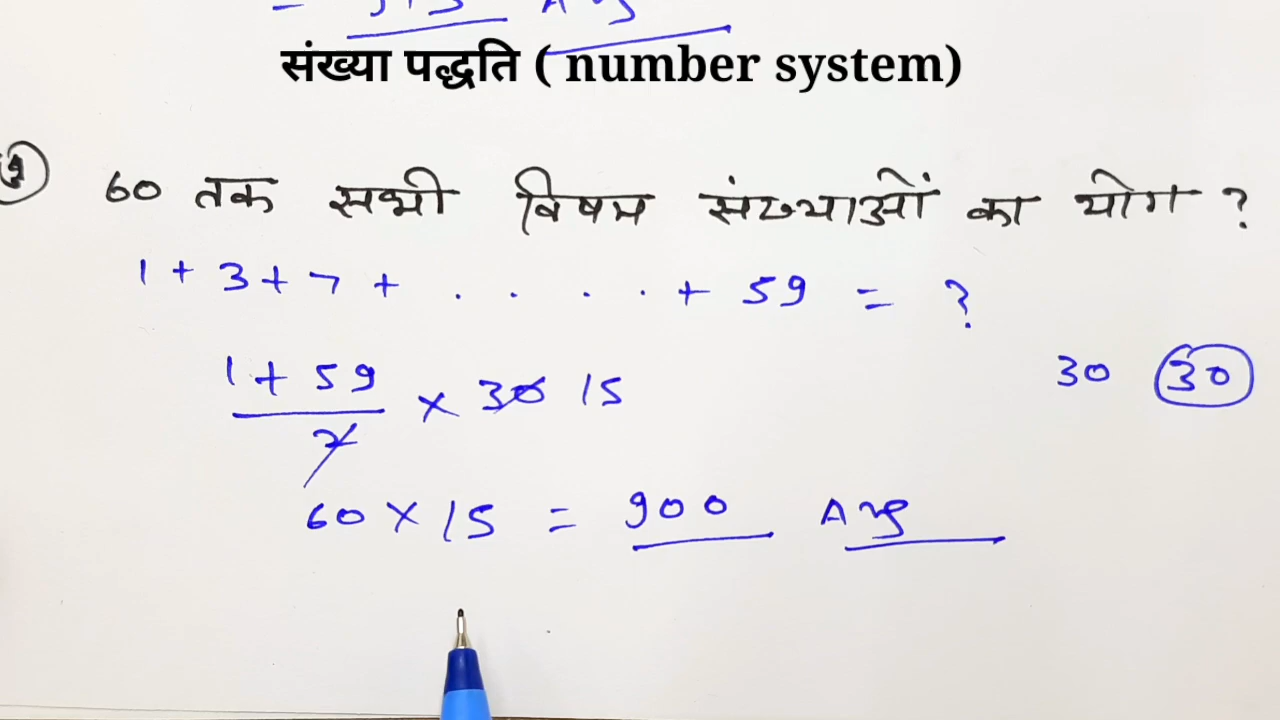 संख्या पद्धति ( number system)
60 तक सभी विषम संख्याओं का योग ?
1 + 3 + 7 + . . . . + 59 = ?
1 + 59
2 × 30 15
30 30
60 × 15 = 900 Ans